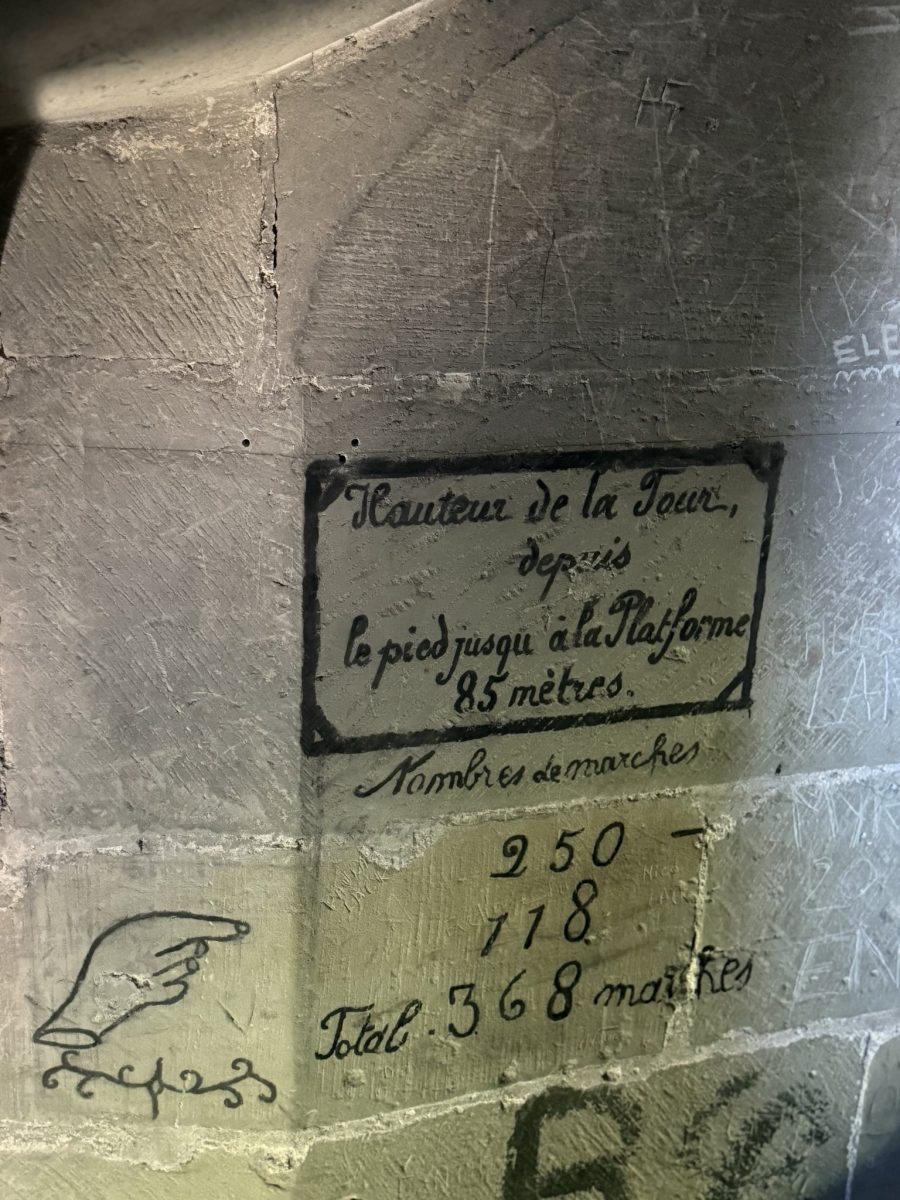 ELE
Hauteur de la Tour,
depuis
le pied jusqu'à la Platforme
85 mètres.
Nombres de marches
250 -
118
Total. 368 marches